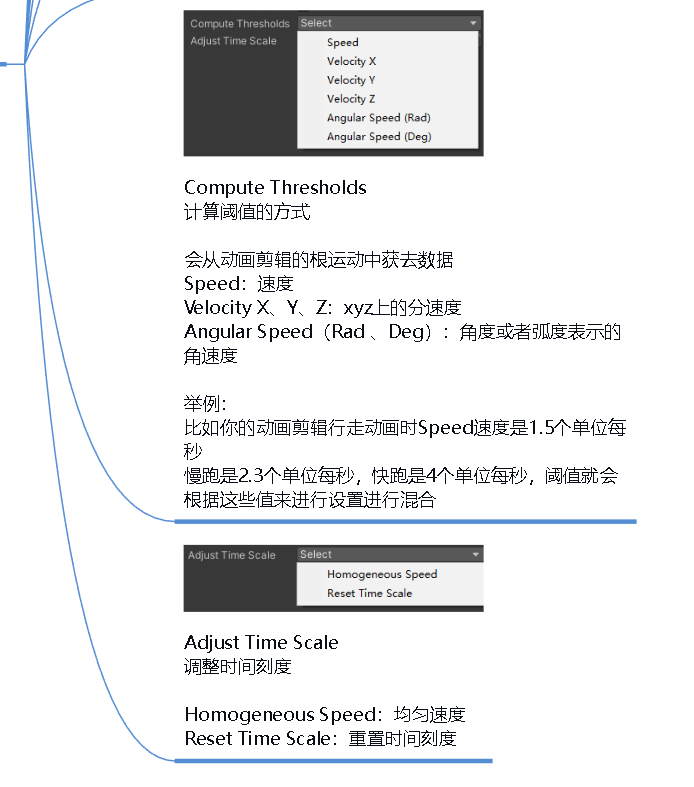 Compute Thresholds Select
Adjust Time Scale
Speed
Velocity X
Velocity Y
Velocity Z
Angular Speed (Rad)
Angular Speed (Deg)
Compute Thresholds
计算阈值的方式
会从动画剪辑的根运动中获去数据
Speed：速度
Velocity X、Y、Z：xyz上的分速度
Angular Speed（Rad 、Deg）：角度或者弧度表示的
角速度
举例：
比如你的动画剪辑行走动画时Speed速度是1.5个单位每
秒
慢跑是2.3个单位每秒，快跑是4个单位每秒，阈值就会
根据这些值来进行设置进行混合
Adjust Time Scale Select
Homogeneous Speed
Reset Time Scale
Adjust Time Scale
调整时间刻度
Homogeneous Speed：均匀速度
Reset Time Scale：重置时间刻度